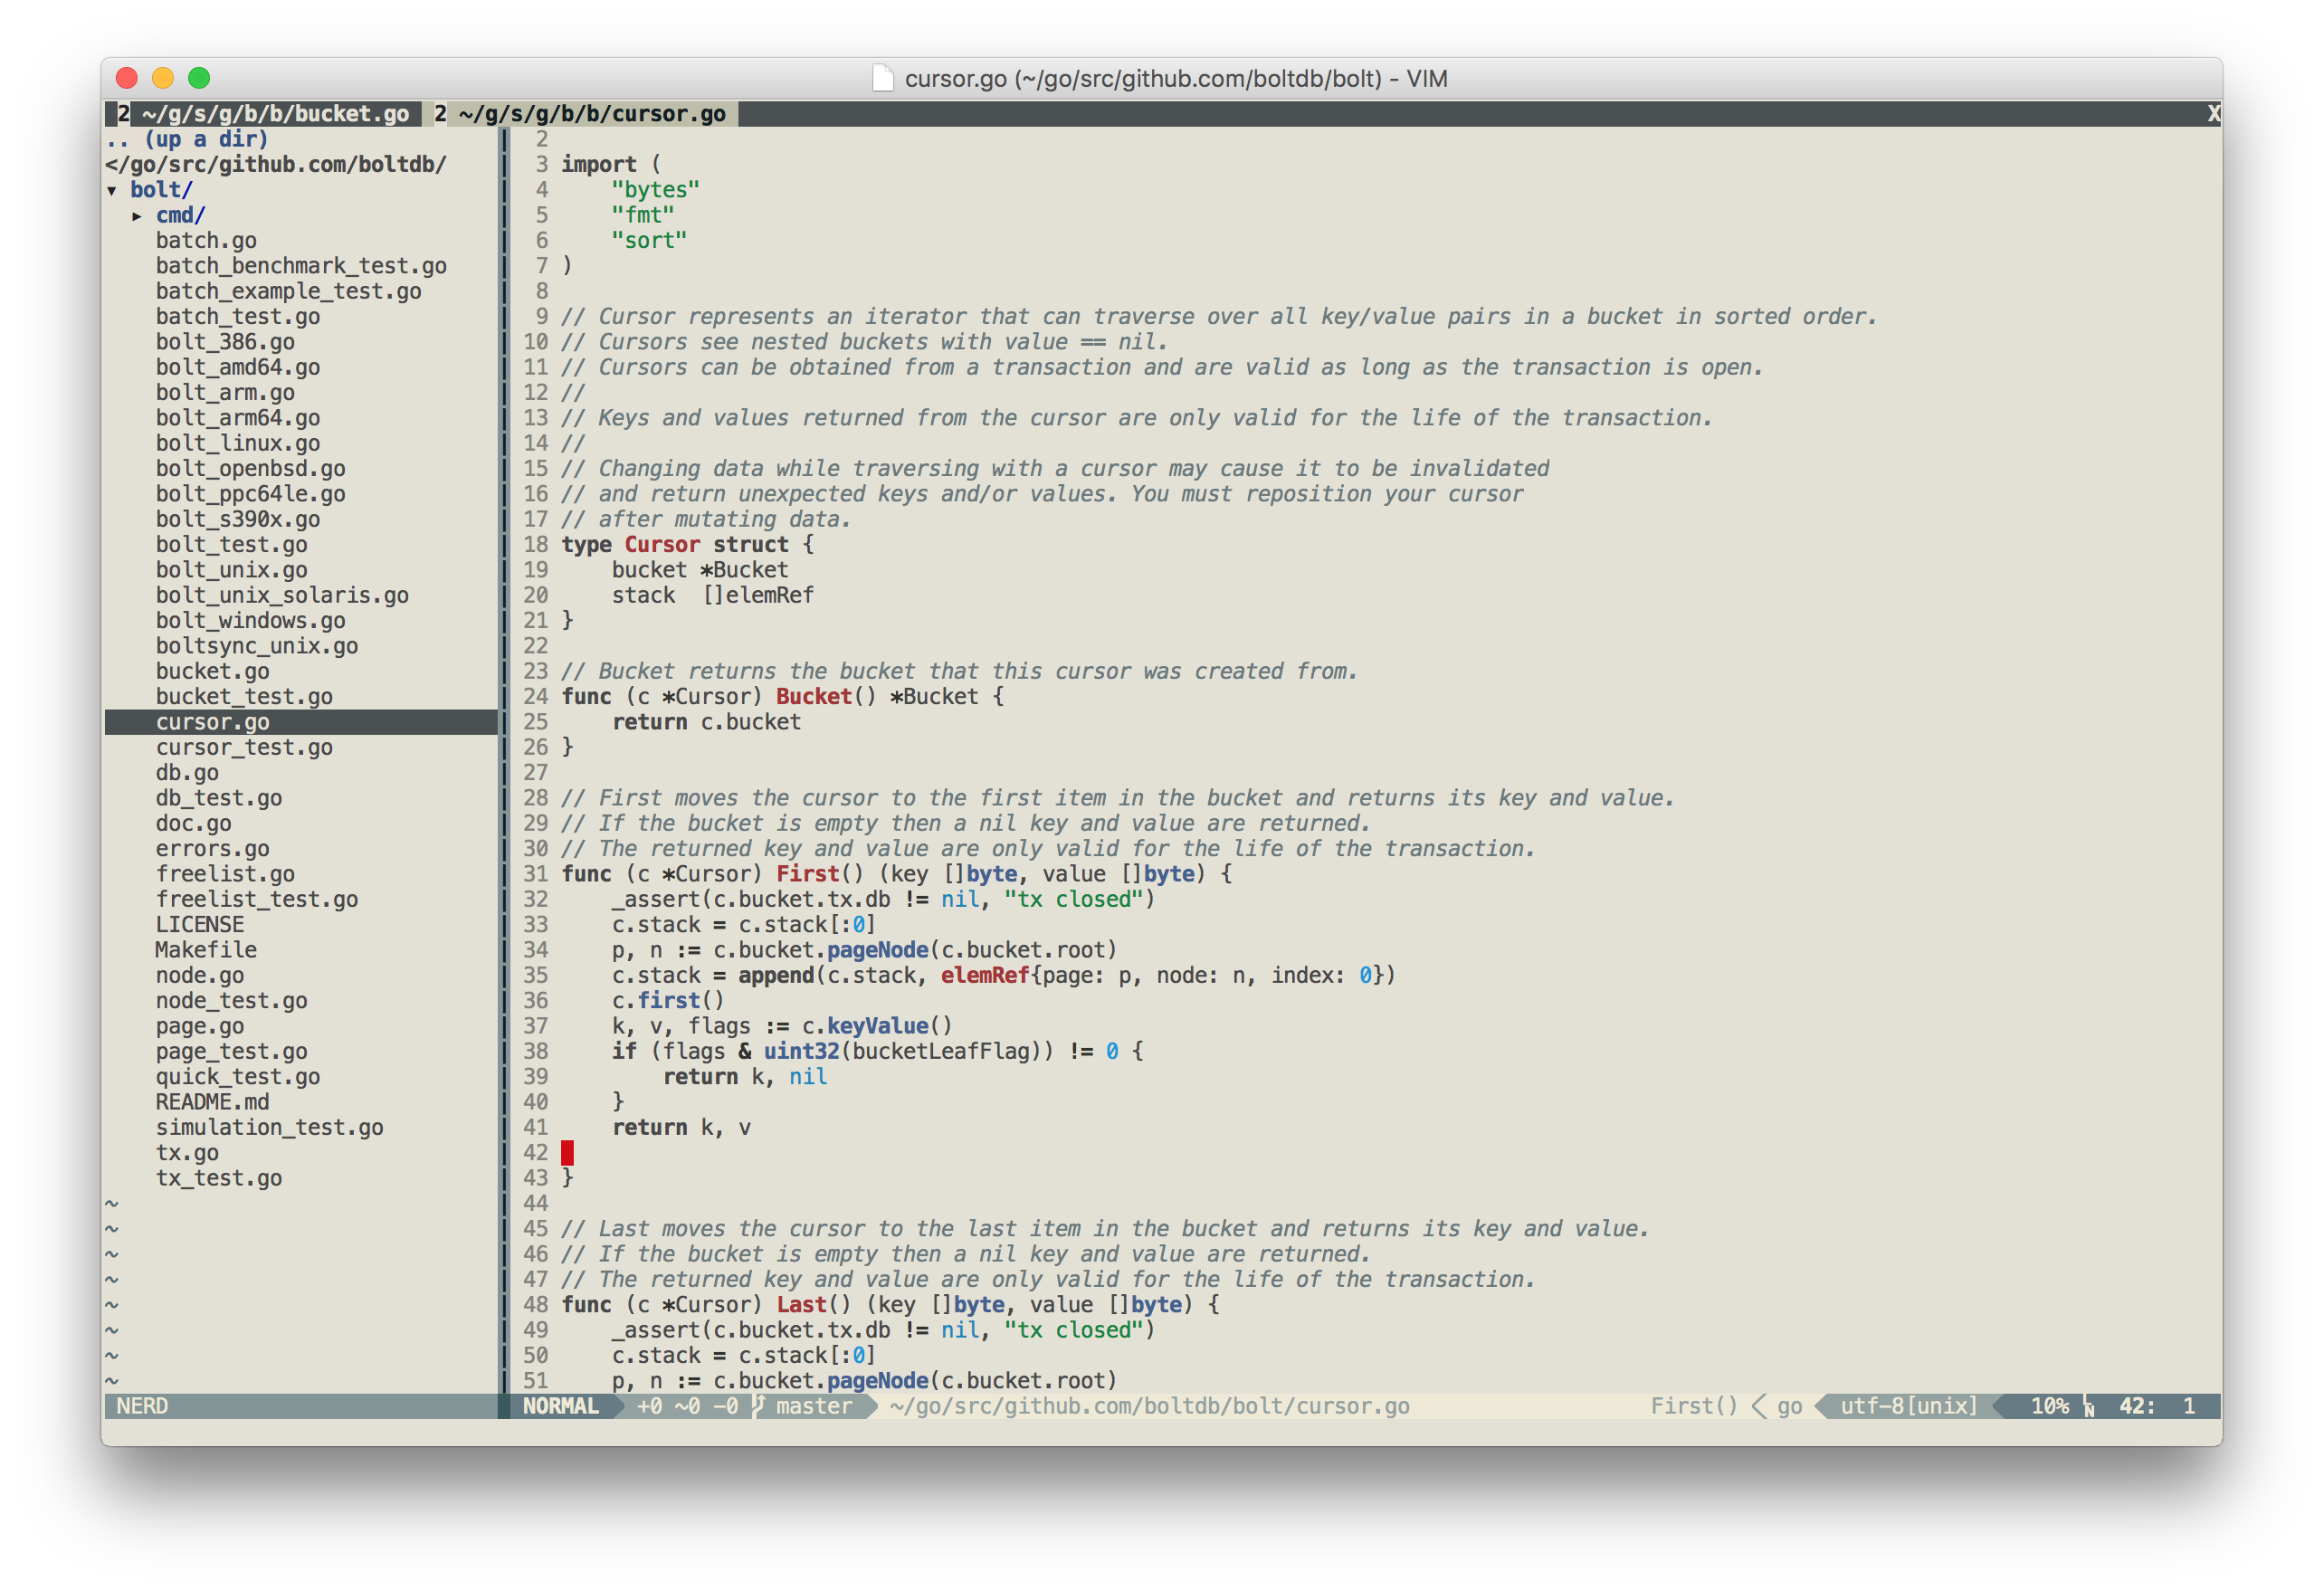 cursor.go (~/go/src/github.com/boltdb/bolt) - VIM
2 ~/g/s/g/b/b/bucket.go 2 ~/g/s/g/b/b/cursor.go X
.. (up a dir)
</go/src/github.com/boltdb/
▾ bolt/
▸ cmd/
batch.go
batch_benchmark_test.go
batch_example_test.go
batch_test.go
bolt_386.go
bolt_amd64.go
bolt_arm.go
bolt_arm64.go
bolt_linux.go
bolt_openbsd.go
bolt_ppc64le.go
bolt_s390x.go
bolt_test.go
bolt_unix.go
bolt_unix_solaris.go
bolt_windows.go
boltsync_unix.go
bucket.go
bucket_test.go
cursor.go
cursor_test.go
db.go
db_test.go
doc.go
errors.go
freelist.go
freelist_test.go
LICENSE
Makefile
node.go
node_test.go
page.go
page_test.go
quick_test.go
README.md
simulation_test.go
tx.go
tx_test.go
~
~
~
~
~
~
~
~
2
3 import (
4     "bytes"
5     "fmt"
6     "sort"
7 )
8
9 // Cursor represents an iterator that can traverse over all key/value pairs in a bucket in sorted order.
10 // Cursors see nested buckets with value == nil.
11 // Cursors can be obtained from a transaction and are valid as long as the transaction is open.
12 //
13 // Keys and values returned from the cursor are only valid for the life of the transaction.
14 //
15 // Changing data while traversing with a cursor may cause it to be invalidated
16 // and return unexpected keys and/or values. You must reposition your cursor
17 // after mutating data.
18 type Cursor struct {
19     bucket *Bucket
20     stack  []elemRef
21 }
22
23 // Bucket returns the bucket that this cursor was created from.
24 func (c *Cursor) Bucket() *Bucket {
25     return c.bucket
26 }
27
28 // First moves the cursor to the first item in the bucket and returns its key and value.
29 // If the bucket is empty then a nil key and value are returned.
30 // The returned key and value are only valid for the life of the transaction.
31 func (c *Cursor) First() (key []byte, value []byte) {
32     _assert(c.bucket.tx.db != nil, "tx closed")
33     c.stack = c.stack[:0]
34     p, n := c.bucket.pageNode(c.bucket.root)
35     c.stack = append(c.stack, elemRef{page: p, node: n, index: 0})
36     c.first()
37     k, v, flags := c.keyValue()
38     if (flags & uint32(bucketLeafFlag)) != 0 {
39         return k, nil
40     }
41     return k, v
42
43 }
44
45 // Last moves the cursor to the last item in the bucket and returns its key and value.
46 // If the bucket is empty then a nil key and value are returned.
47 // The returned key and value are only valid for the life of the transaction.
48 func (c *Cursor) Last() (key []byte, value []byte) {
49     _assert(c.bucket.tx.db != nil, "tx closed")
50     c.stack = c.stack[:0]
51     p, n := c.bucket.pageNode(c.bucket.root)
NERD
NORMAL +0 ~0 -0 master ~/go/src/github.com/boltdb/bolt/cursor.go First() go utf-8[unix] 10% LN 42: 1